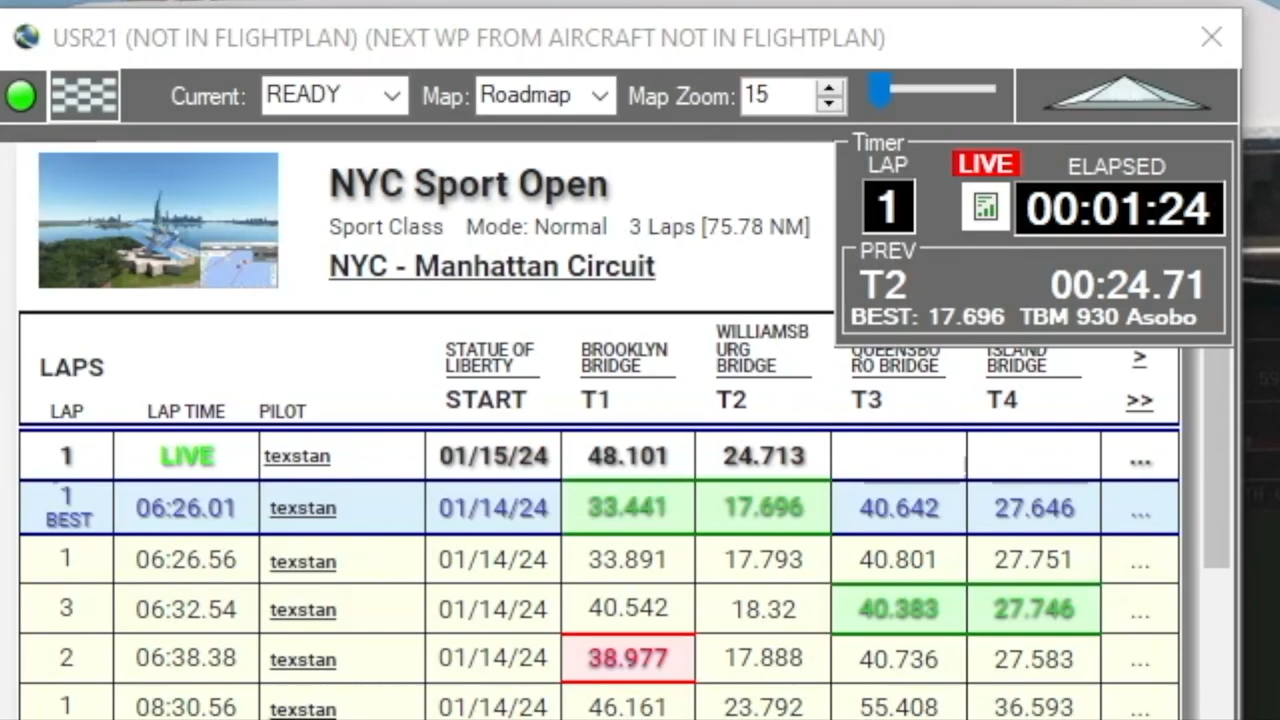 USR21 (NOT IN FLIGHTPLAN) (NEXT WP FROM AIRCRAFT NOT IN FLIGHTPLAN)
Current: READY Map: Roadmap Map Zoom: 15
Timer
LAP LIVE ELAPSED
1 00:01:24
PREV
T2 00:24.71
BEST: 17.696 TBM 930 Asobo
NYC Sport Open
Sport Class Mode: Normal 3 Laps [75.78 NM]
NYC - Manhattan Circuit
LAPS
STATUE OF LIBERTY
BROOKLYN BRIDGE
WILLIAMSB
URG
BRIDGE
QUEENSBO
RO BRIDGE
ISLAND
BRIDGE
>
LAP LAP TIME PILOT START T1 T2 T3 T4 >>
1 LIVE texstan 01/15/24 48.101 24.713 ...
1 BEST 06:26.01 texstan 01/14/24 33.441 17.696 40.642 27.646 ...
1 06:26.56 texstan 01/14/24 33.891 17.793 40.801 27.751 ...
3 06:32.54 texstan 01/14/24 40.542 18.32 40.383 27.746 ...
2 06:38.38 texstan 01/14/24 38.977 17.888 40.736 27.583 ...
1 08:30.56 texstan 01/14/24 46.161 23.792 55.408 36.593 ...